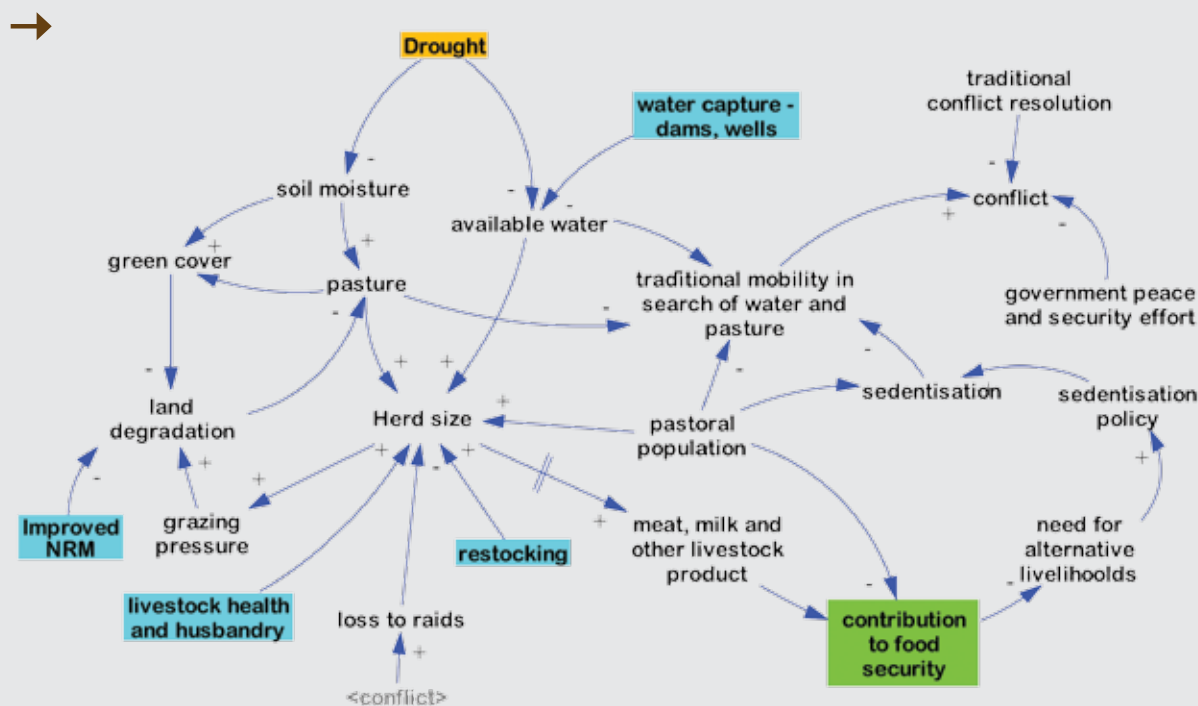 Drought
water capture -
dams, wells
traditional
conflict resolution
-
-
-
-
soil moisture
conflict
available water
+
-
+
+
green cover
pasture
traditional mobility in
search of water and
pasture
government peace
and security effort
-
-
-
+
+
-
-
land
degradation
Herd size
+
pastoral
population
sedentisation
sedentisation
policy
+
+
-
+
+
+
-
Improved
NRM
grazing
pressure
restocking
+
meat, milk and
other livestock
product
need for
alternative
livelihoolds
livestock health
and husbandry
loss to raids
-
-
contribution
to food
security
+
<conflict>